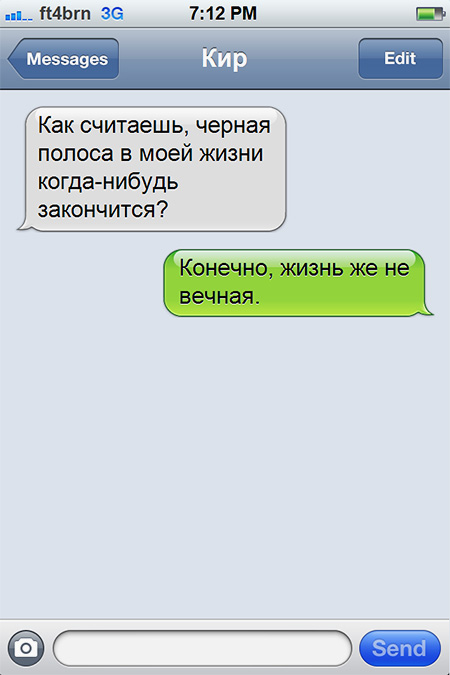 ft4brn 3G 7:12 PM
Messages Кир Edit
Как считаешь, черная
полоса в моей жизни
когда-нибудь
закончится?
Конечно, жизнь же не
вечная.
Send